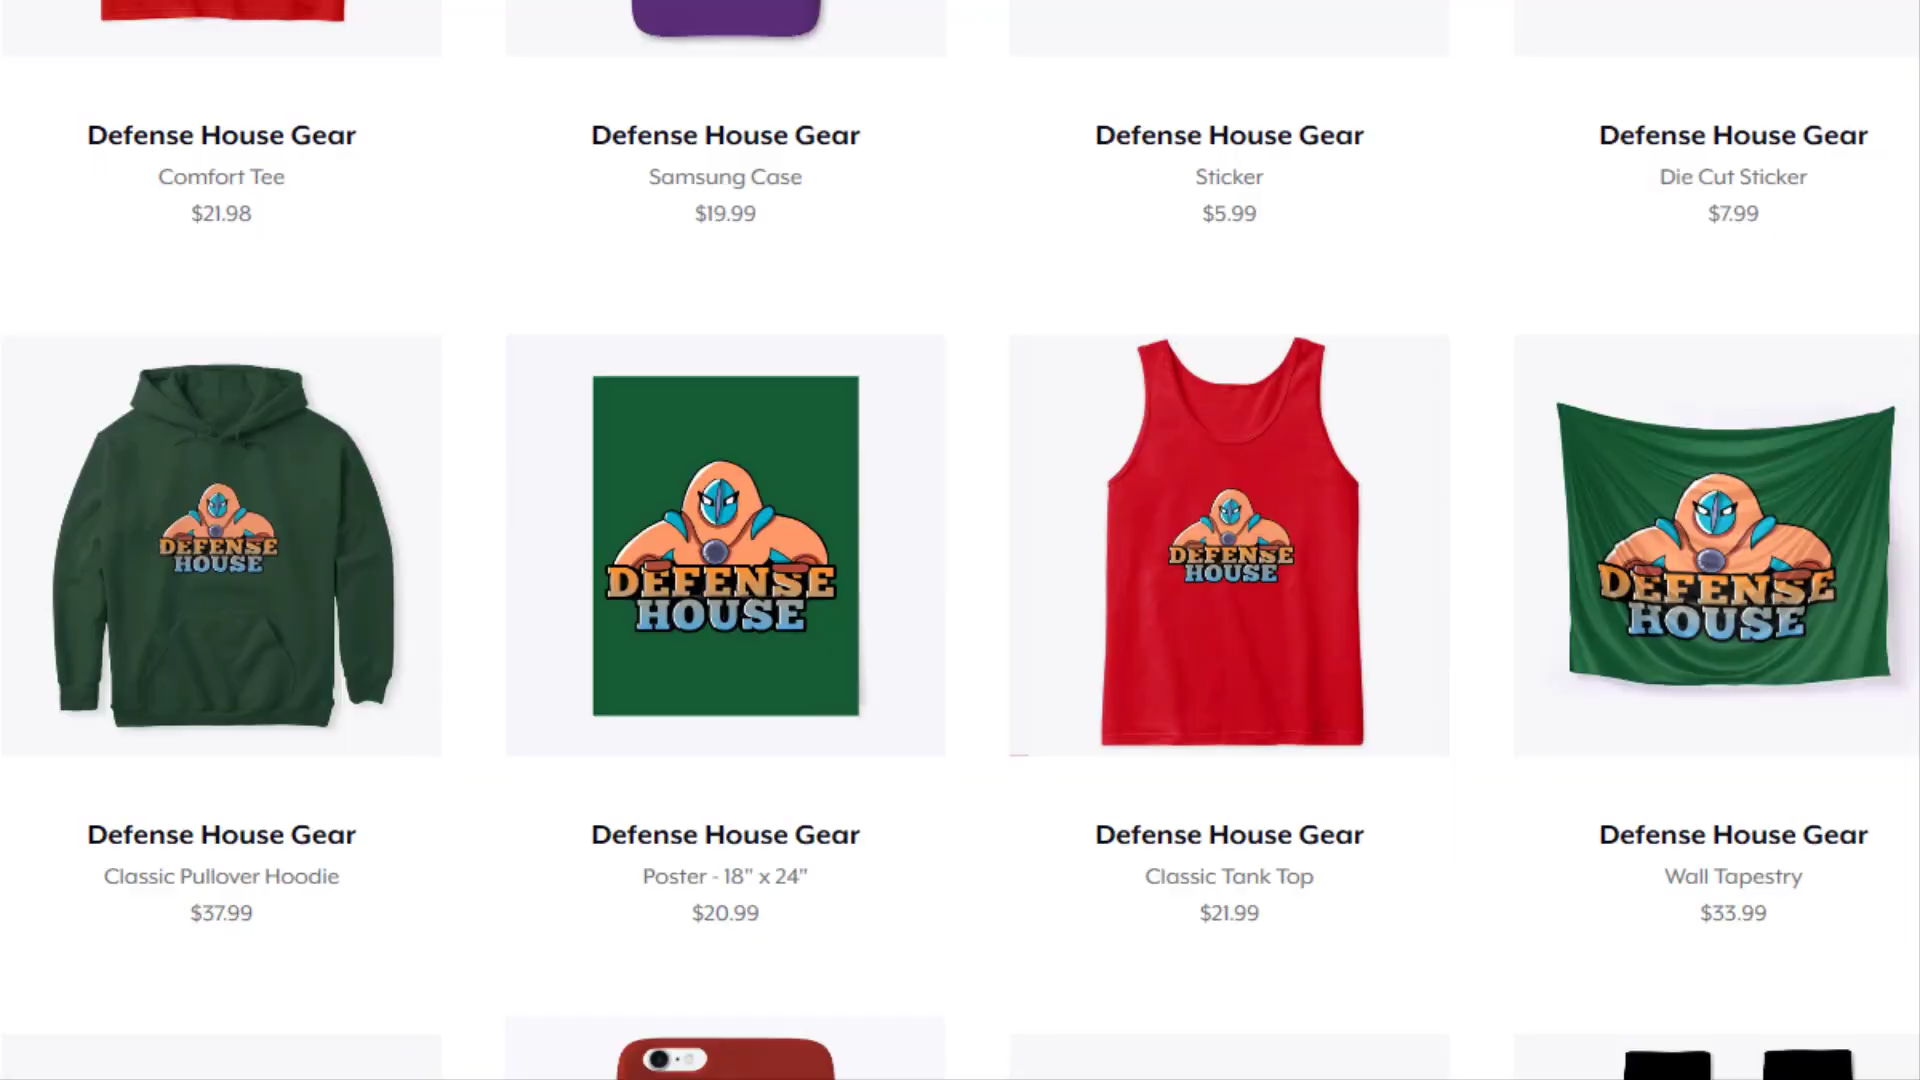 Defense House Gear
Comfort Tee
$21.98
Defense House Gear
Samsung Case
$19.99
Defense House Gear
Sticker
$5.99
Defense House Gear
Die Cut Sticker
$7.99
DEFENSE
HOUSE
Defense House Gear
Classic Pullover Hoodie
$37.99
DEFENSE
HOUSE
Defense House Gear
Poster - 18" x 24"
$20.99
DEFENSE
HOUSE
Defense House Gear
Classic Tank Top
$21.99
DEFENSE
HOUSE
Defense House Gear
Wall Tapestry
$33.99